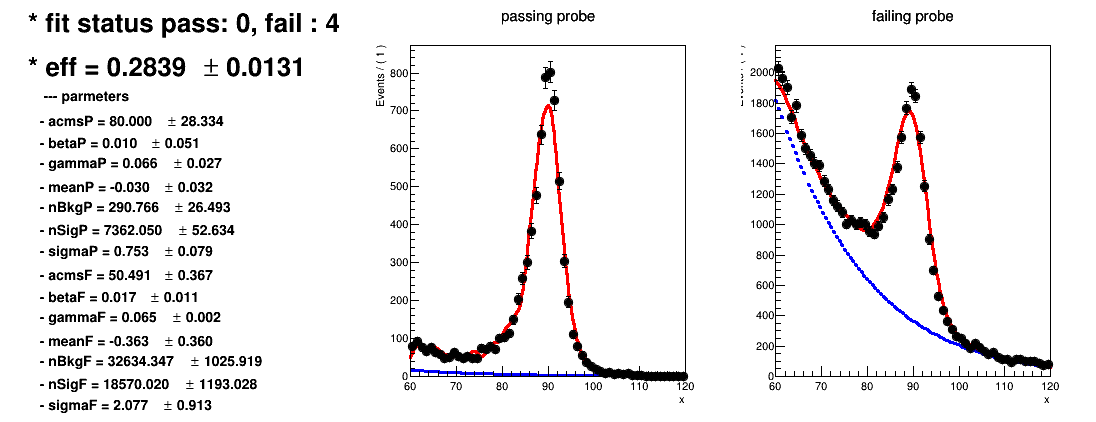 * fit status pass: 0, fail : 4
* eff = 0.2839 ± 0.0131
--- parmeters
- acmsP = 80.000 ± 28.334
- betaP = 0.010 ± 0.051
- gammaP = 0.066 ± 0.027
- meanP = -0.030 ± 0.032
- nBkgP = 290.766 ± 26.493
- nSigP = 7362.050 ± 52.634
- sigmaP = 0.753 ± 0.079
- acmsF = 50.491 ± 0.367
- betaF = 0.017 ± 0.011
- gammaF = 0.065 ± 0.002
- meanF = -0.363 ± 0.360
- nBkgF = 32634.347 ± 1025.919
- nSigF = 18570.020 ± 1193.028
- sigmaF = 2.077 ± 0.913
passing probe
Events / ( 1 )
800
700
600
500
400
300
200
100
0
60 70 80 90 100 110 120
x
failing probe
2000
1800
1600
1400
1200
1000
800
600
400
200
0
60 70 80 90 100 110 120
x